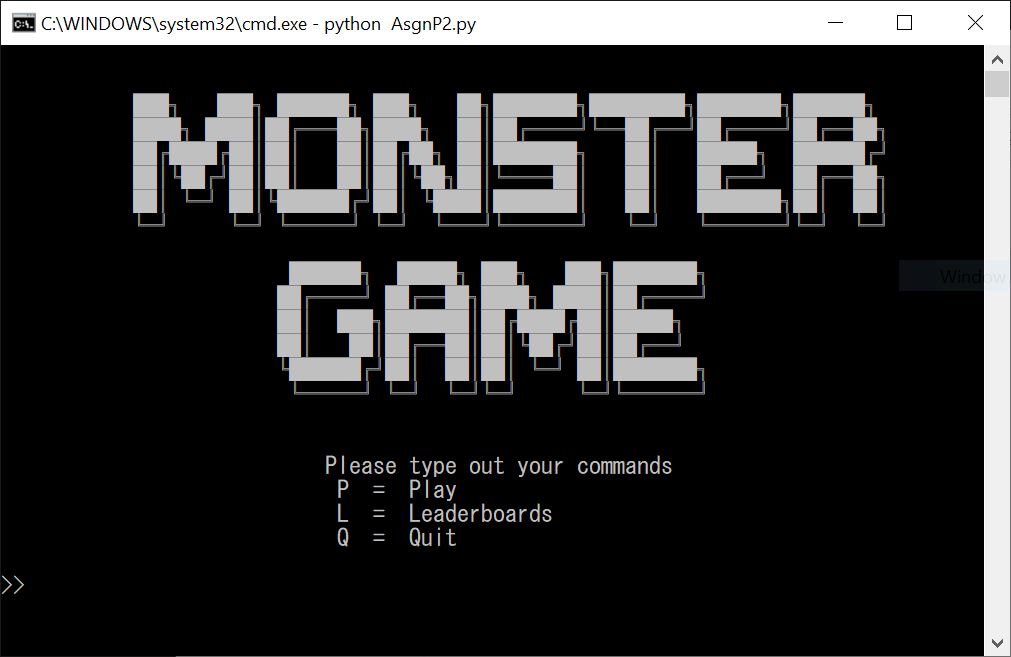 C:\WINDOWS\system32\cmd.exe - python  AsgnP2.py
MONSTER
GAME
Window
Please type out your commands
P  =  Play
L  =  Leaderboards
Q  =  Quit
>>